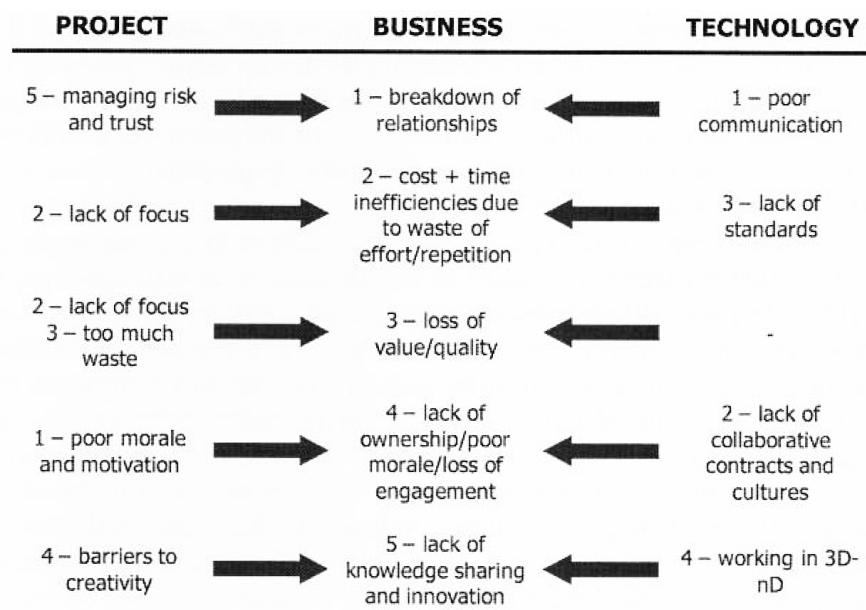 PROJECT BUSINESS TECHNOLOGY
5 – managing risk
and trust
1 – breakdown of
relationships
1 – poor
communication
2 – lack of focus
2 – cost + time
inefficiencies due
to waste of
effort/repetition
3 – lack of
standards
2 – lack of focus
3 – too much
waste
3 – loss of
value/quality
-
1 – poor morale
and motivation
4 – lack of
ownership/poor
morale/loss of
engagement
2 – lack of
collaborative
contracts and
cultures
4 – barriers to
creativity
5 – lack of
knowledge sharing
and innovation
4 – working in 3D-
nD